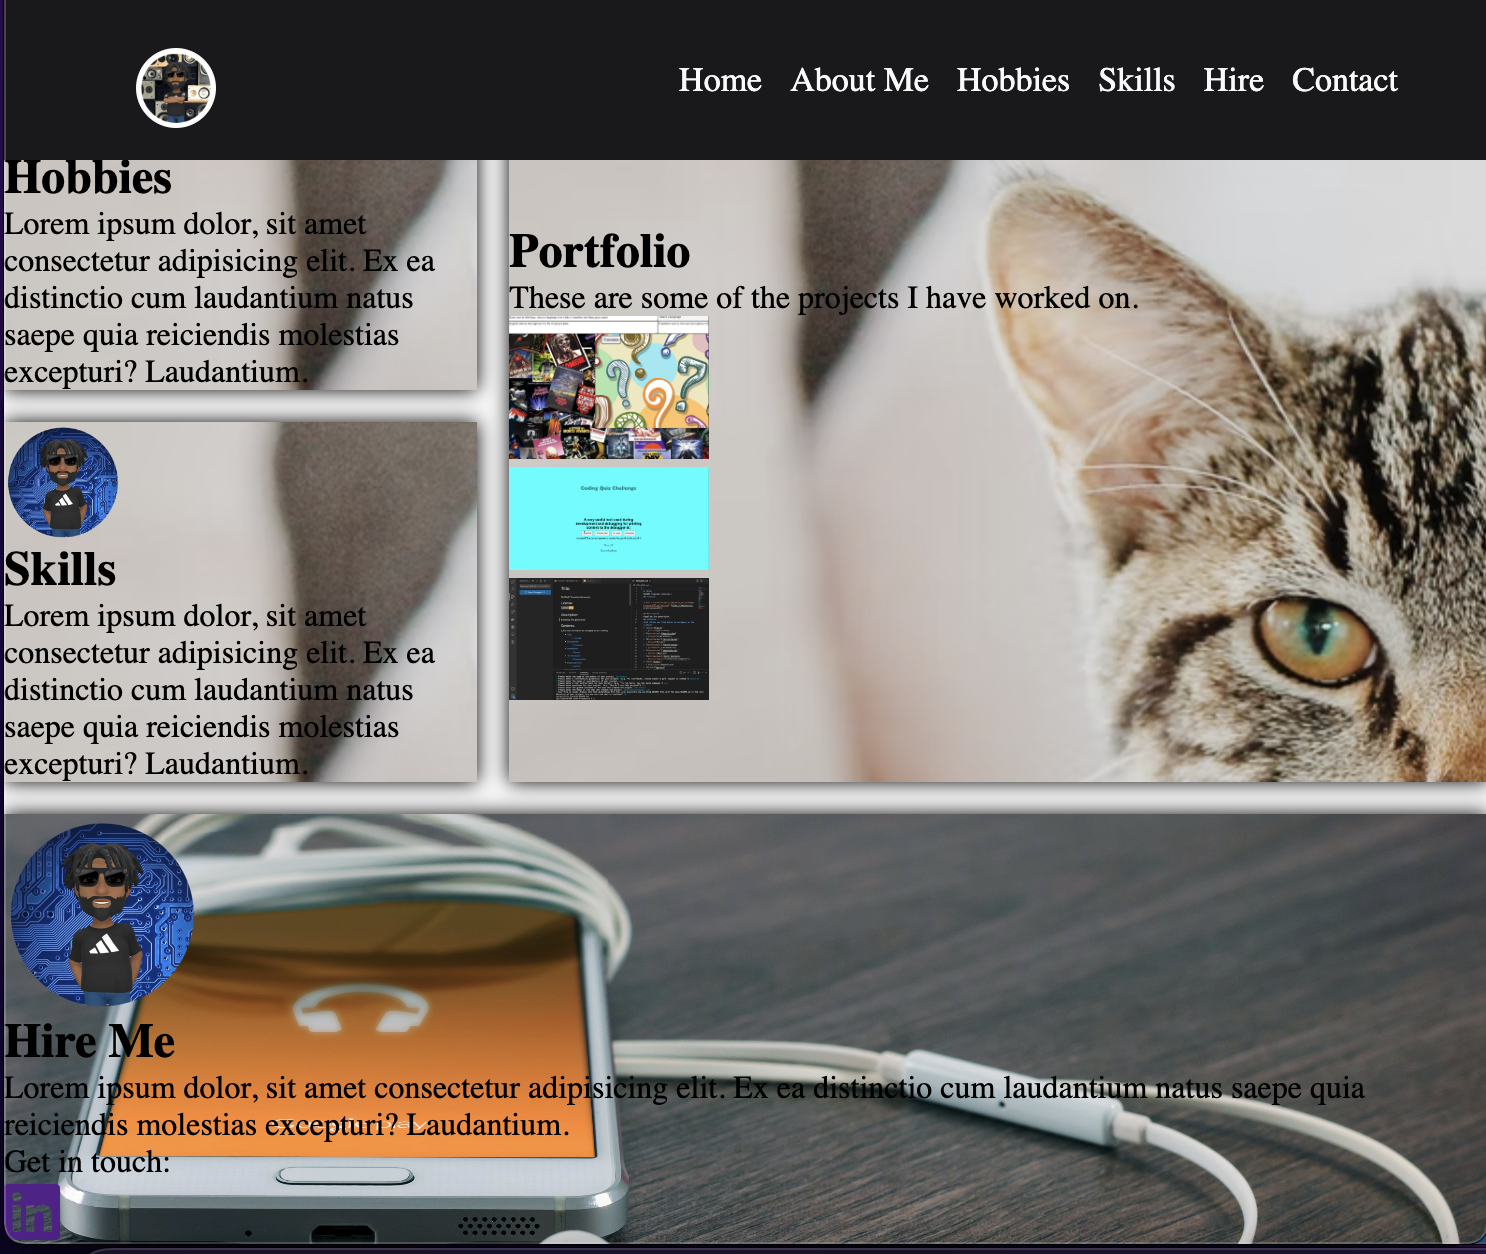 Home About Me Hobbies Skills Hire Contact
Hobbies
Lorem ipsum dolor, sit amet
consectetur adipisicing elit. Ex ea
distinctio cum laudantium natus
saepe quia reiciendis molestias
excepturi? Laudantium.
Portfolio
These are some of the projects I have worked on.
Coding Quiz Challenge
Skills
Lorem ipsum dolor, sit amet
consectetur adipisicing elit. Ex ea
distinctio cum laudantium natus
saepe quia reiciendis molestias
excepturi? Laudantium.
Hire Me
Lorem ipsum dolor, sit amet consectetur adipisicing elit. Ex ea distinctio cum laudantium natus saepe quia
reiciendis molestias excepturi? Laudantium.
Get in touch:
in